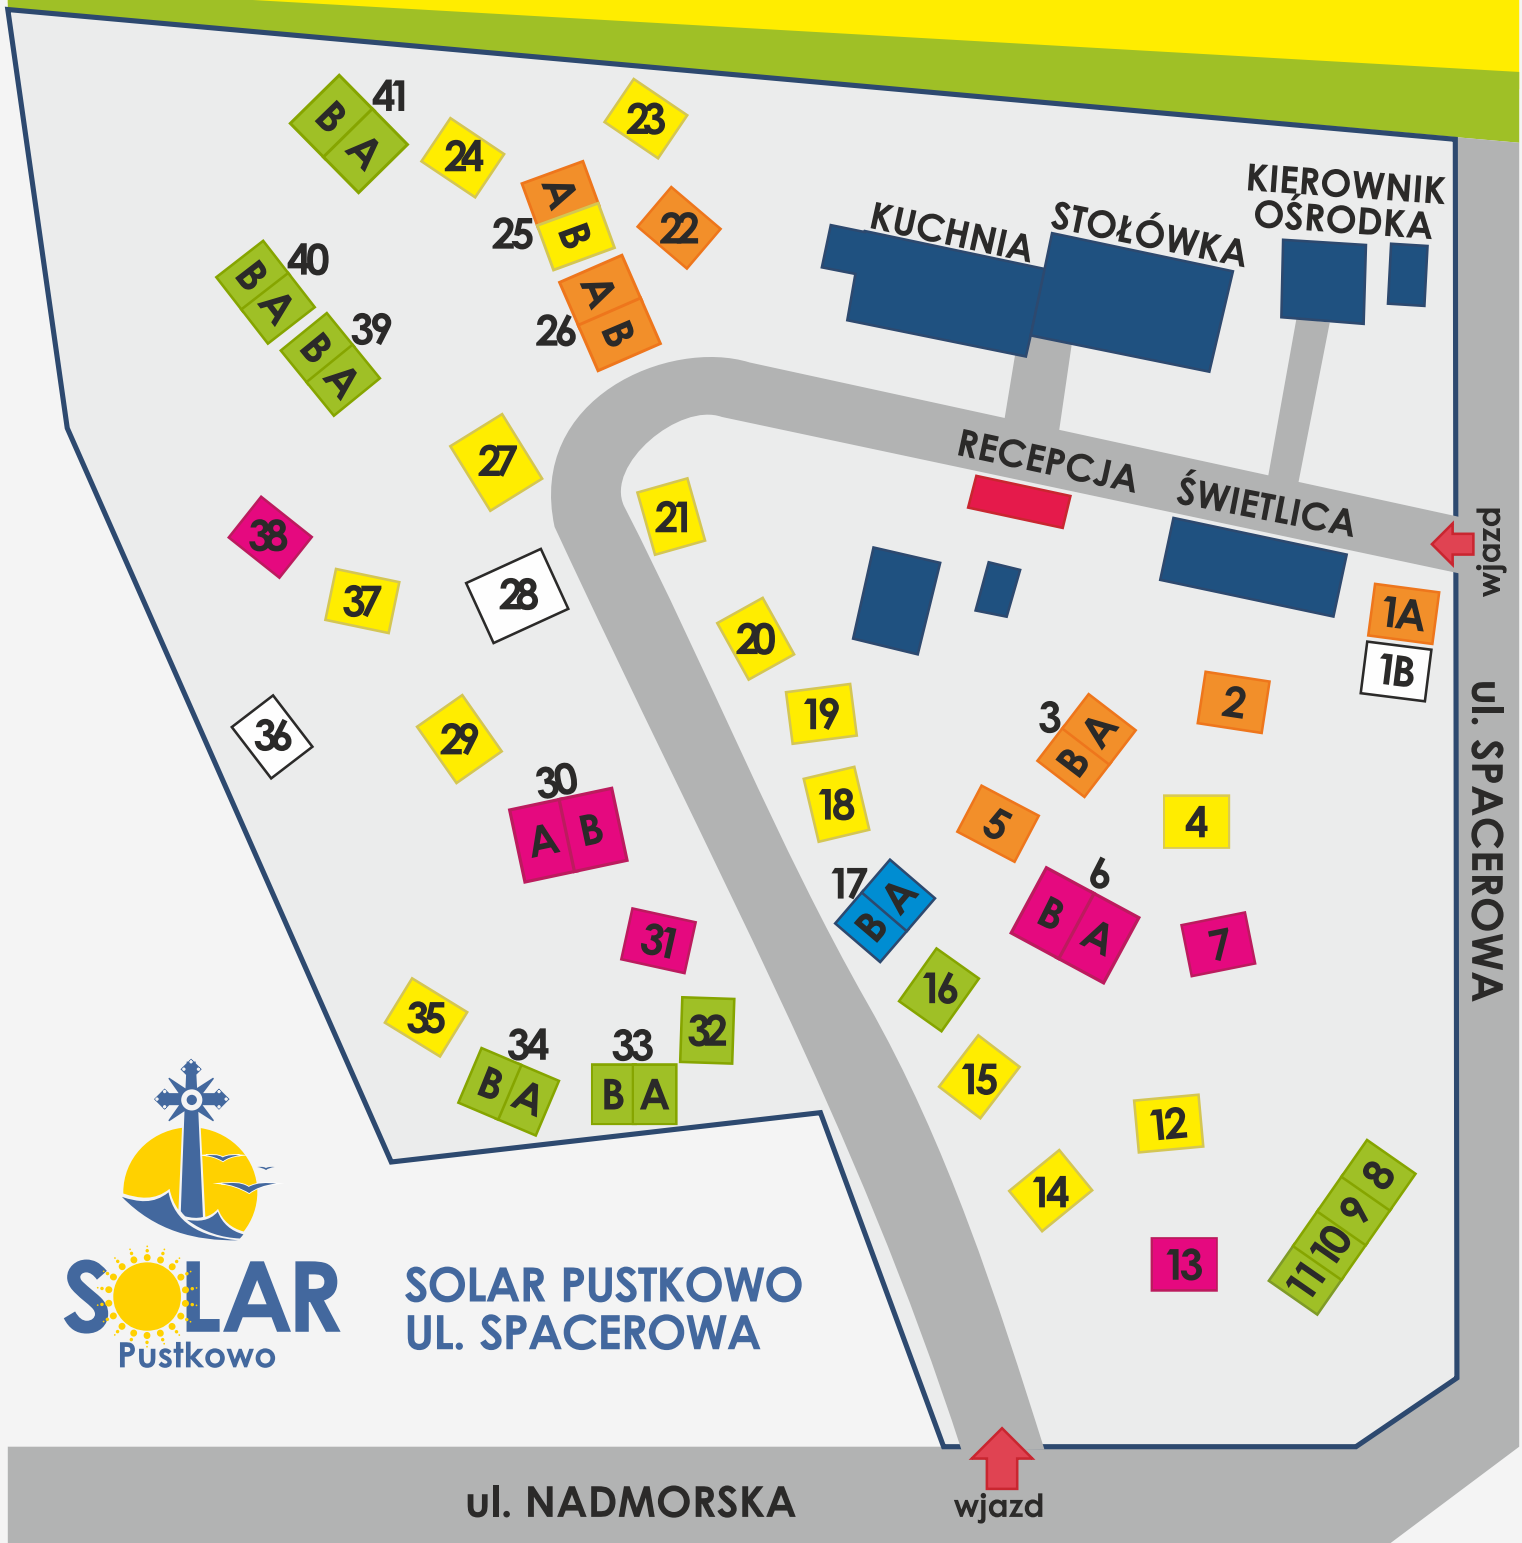 41
B
A
24
23
A
25
B
22
A
26
B
40
B
A
39
B
A
KUCHNIA
STOŁÓWKA
KIEROWNIK
OŚRODKA
RECEPCJA
ŚWIETLICA
wjazd
27
21
38
37
28
20
1A
1B
36
29
19
18
2
3
B
A
5
4
30
A
B
17
B
A
6
B
A
7
ul. SPACEROWA
31
16
35
34
B
A
33
B
A
32
15
12
14
13
8
9
10
11
SOLAR
Pustkowo
SOLAR PUSTKOWO
UL. SPACEROWA
ul. NADMORSKA
wjazd